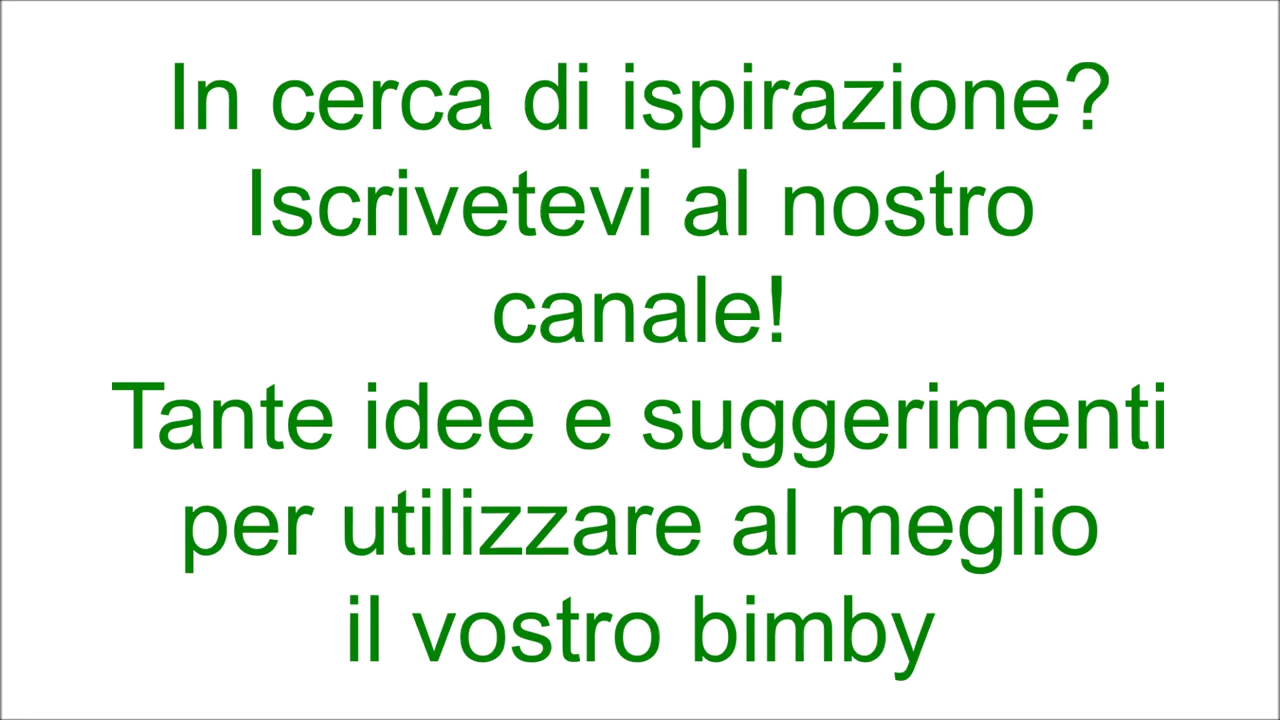 In cerca di ispirazione?
Iscrivetevi al nostro
canale!
Tante idee e suggerimenti
per utilizzare al meglio
il vostro bimby